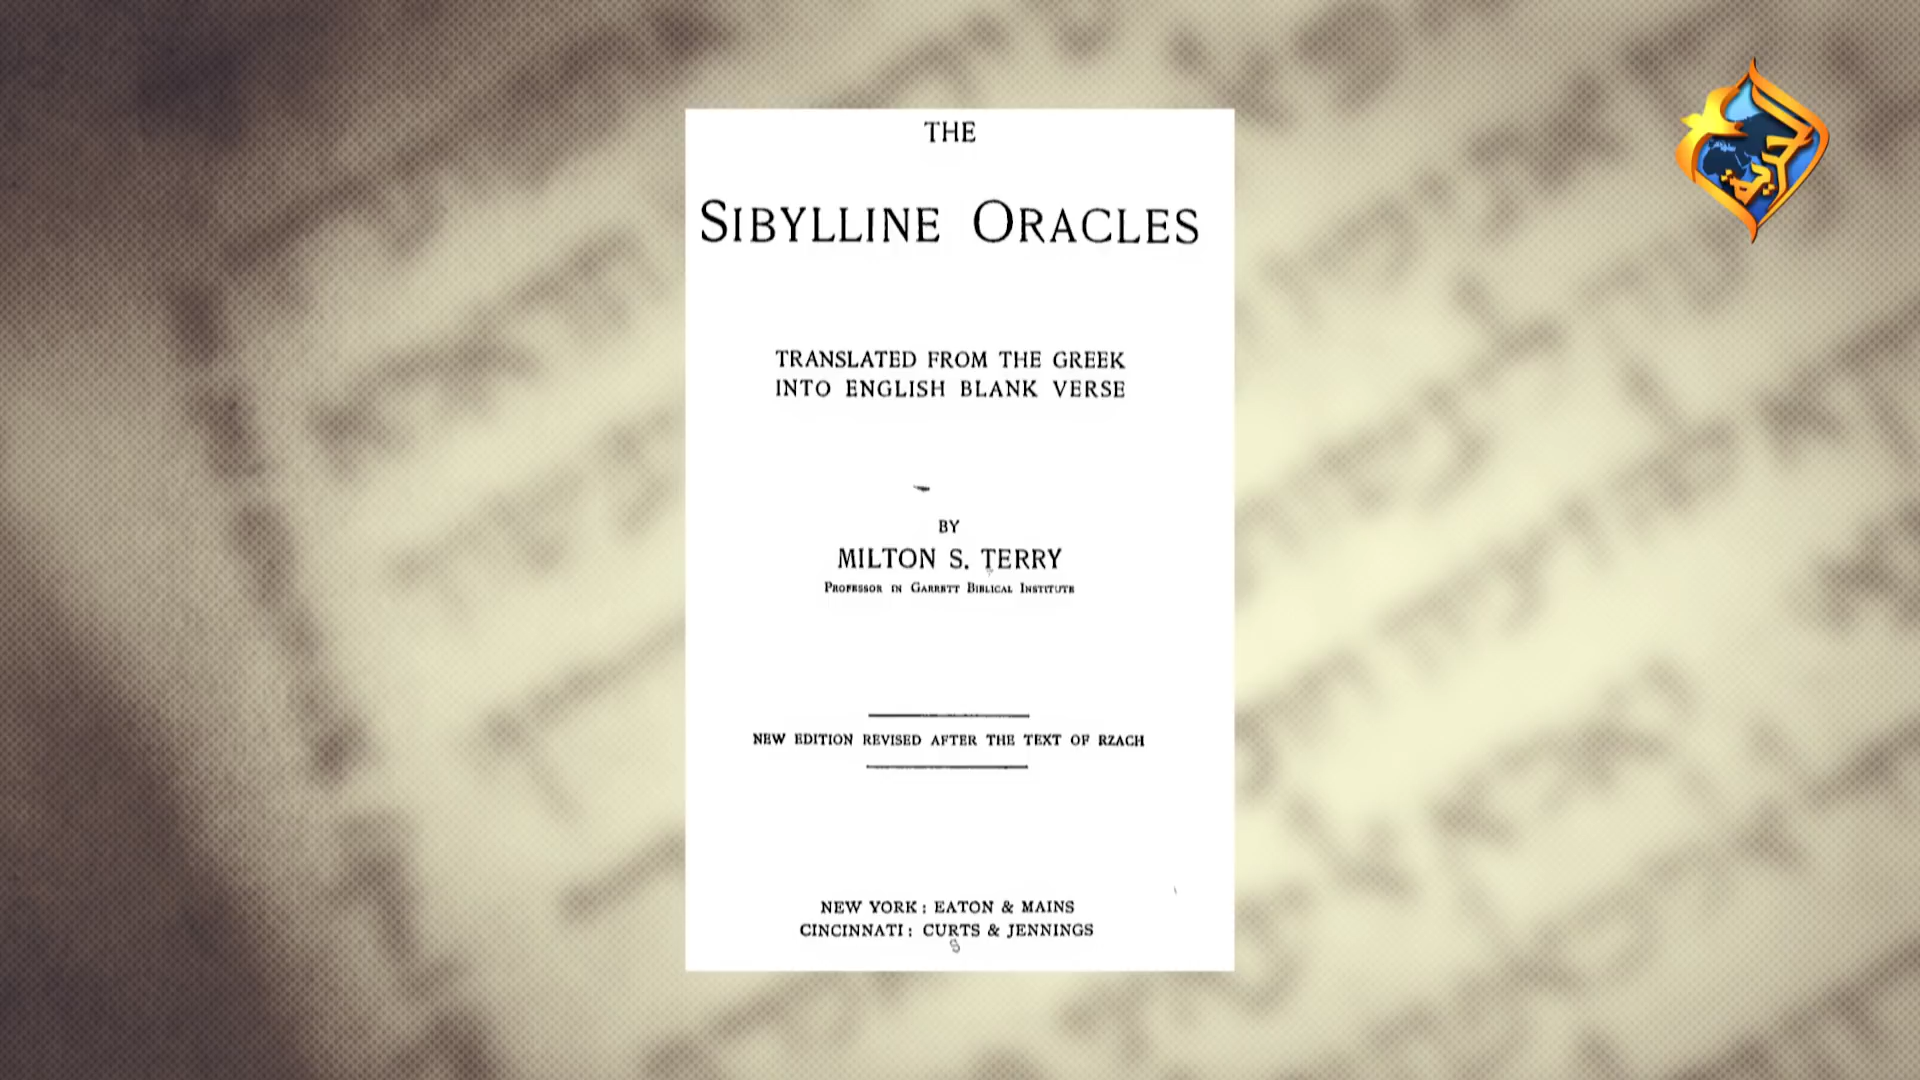 THE
SIBYLLINE ORACLES
TRANSLATED FROM THE GREEK
INTO ENGLISH BLANK VERSE
BY
MILTON S. TERRY
PROFESSOR IN GARRETT BIBLICAL INSTITUTE
NEW EDITION REVISED AFTER THE TEXT OF RZACH
NEW YORK: EATON & MAINS
CINCINNATI: CURTS & JENNINGS
8